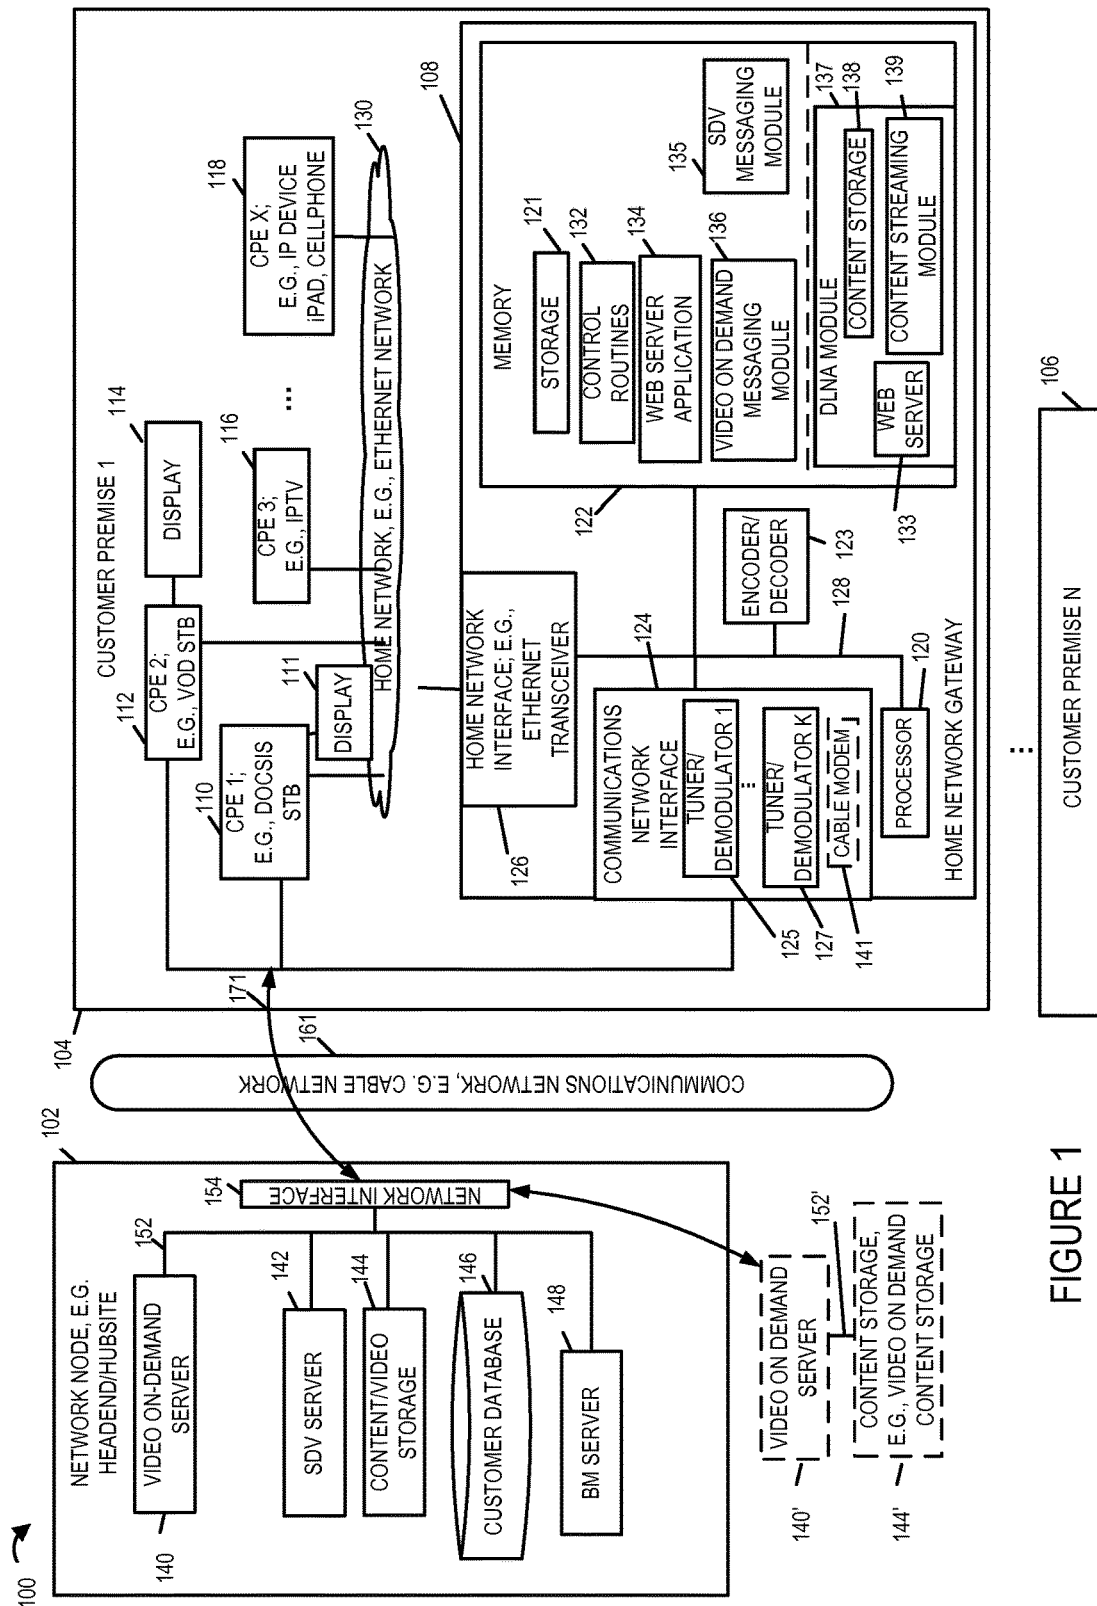 100
102
NETWORK NODE, E.G.
HEADEND/HUBSITE
VIDEO ON-DEMAND
SERVER
140
152
SDV SERVER
142
CONTENT/VIDEO
STORAGE
144
CUSTOMER DATABASE
146
BM SERVER
148
NETWORK INTERFACE
154
VIDEO ON DEMAND
SERVER
140'
152'
CONTENT STORAGE,
E.G., VIDEO ON DEMAND
CONTENT STORAGE
144'
COMMUNICATIONS NETWORK, E.G. CABLE NETWORK
161
171
104
CUSTOMER PREMISE 1
CPE 1;
E.G., DOCSIS
STB
110
DISPLAY
111
CPE 2;
E.G., VOD STB
112
DISPLAY
114
CPE 3;
E.G., IPTV
116
...
CPE X;
E.G., IP DEVICE
iPAD, CELLPHONE
118
HOME NETWORK, E.G., ETHERNET NETWORK
130
108
HOME NETWORK
INTERFACE; E.G.,
ETHERNET
TRANSCEIVER
126
COMMUNICATIONS
NETWORK
INTERFACE
124
TUNER/
DEMODULATOR 1
125
...
TUNER/
DEMODULATOR K
127
CABLE MODEM
141
PROCESSOR
120
128
ENCODER/
DECODER
123
HOME NETWORK GATEWAY
MEMORY
122
STORAGE
121
CONTROL
ROUTINES
132
WEB SERVER
APPLICATION
134
VIDEO ON DEMAND
MESSAGING
MODULE
136
SDV
MESSAGING
MODULE
135
DLNA MODULE
137
WEB
SERVER
133
CONTENT STORAGE
138
CONTENT STREAMING
MODULE
139
...
CUSTOMER PREMISE N
106
FIGURE 1